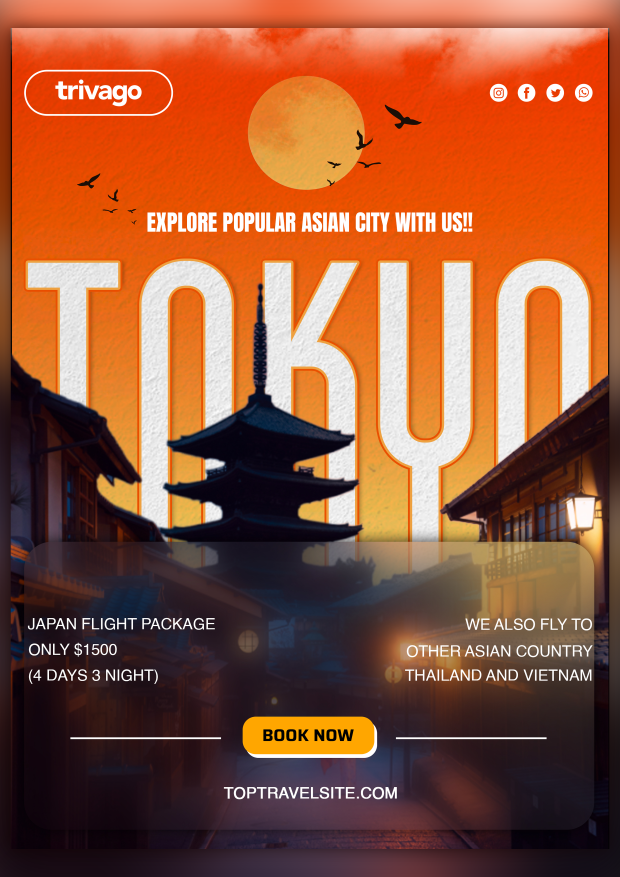 trivago
EXPLORE POPULAR ASIAN CITY WITH US!!
TOKYO
JAPAN FLIGHT PACKAGE
ONLY $1500
(4 DAYS 3 NIGHT)
WE ALSO FLY TO
OTHER ASIAN COUNTRY
THAILAND AND VIETNAM
BOOK NOW
TOPTRAVELSITE.COM